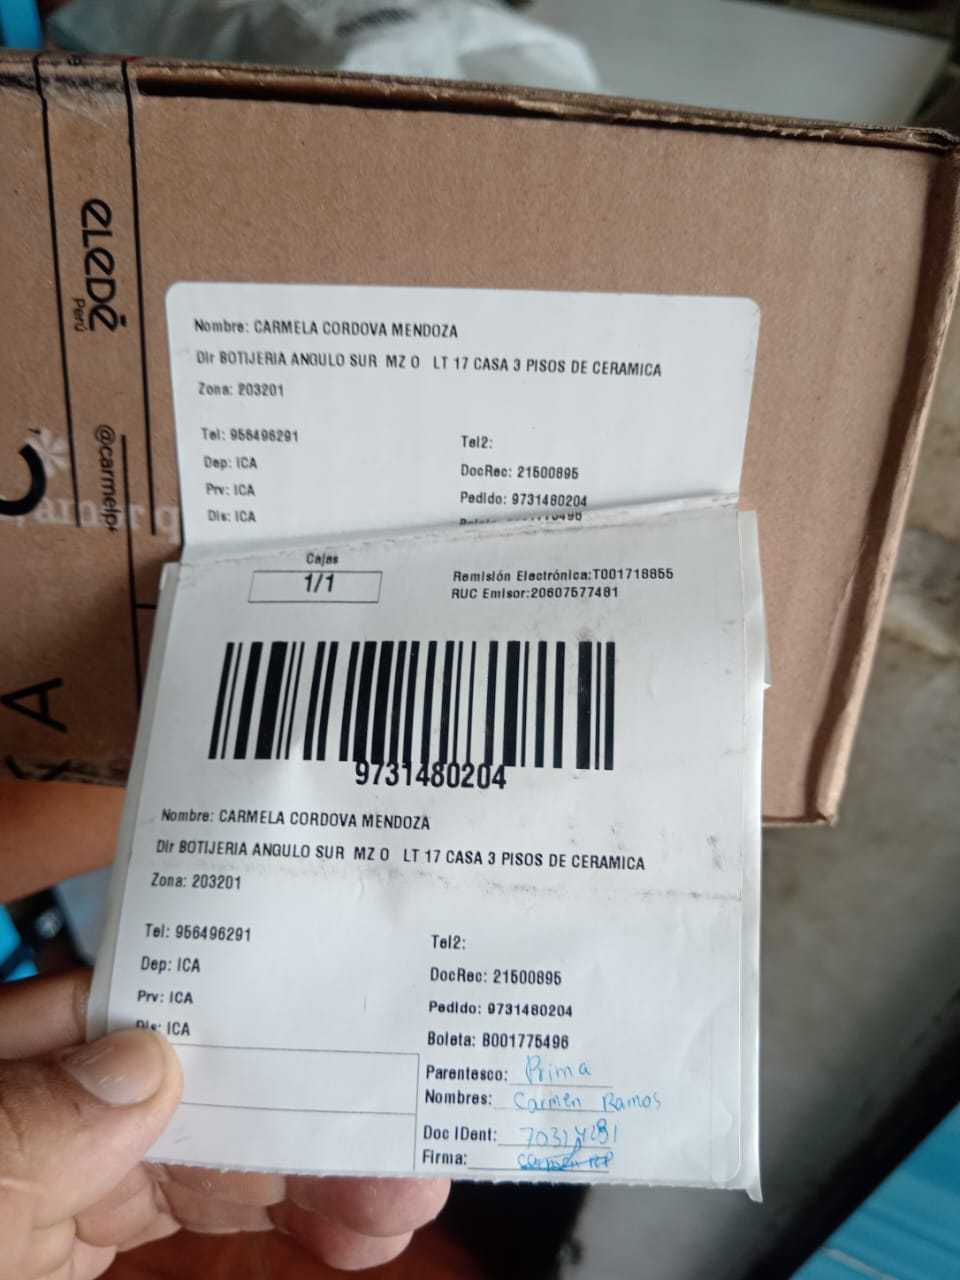 eLeDÉ
Perú
@carmelp
Nombre: CARMELA CORDOVA MENDOZA
Dir BOTIJERIA ANGULO SUR MZ O LT 17 CASA 3 PISOS DE CERAMICA
Zona: 203201
Tel: 956496291
Tel2:
Dep: ICA
DocRec: 21500895
Prv: ICA
Pedido: 9731480204
Dis: ICA
Cajas
1/1
Remisión Electrónica:T001718855
RUC Emisor:20607577481
9731480204
Nombre: CARMELA CORDOVA MENDOZA
Dir BOTIJERIA ANGULO SUR MZ O LT 17 CASA 3 PISOS DE CERAMICA
Zona: 203201
Tel: 956496291
Tel2:
Dep: ICA
DocRec: 21500895
Prv: ICA
Pedido: 9731480204
Dis: ICA
Boleta: B001775496
Parentesco: Prima
Nombres: Carmen Ramos
Doc IDent:
Firma: